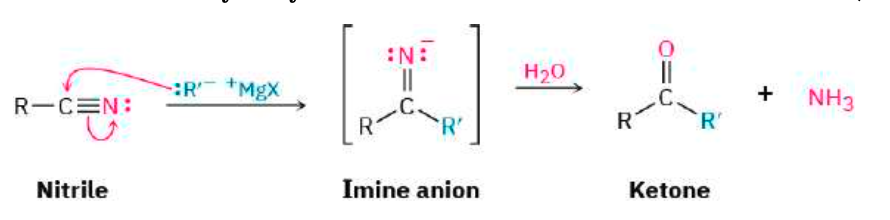 R—C≡N:
:R'⁻ ⁺MgX
:N:⁻
C
R
R'
H₂O
O
C
R
R'
+
NH₃
Nitrile
Imine anion
Ketone